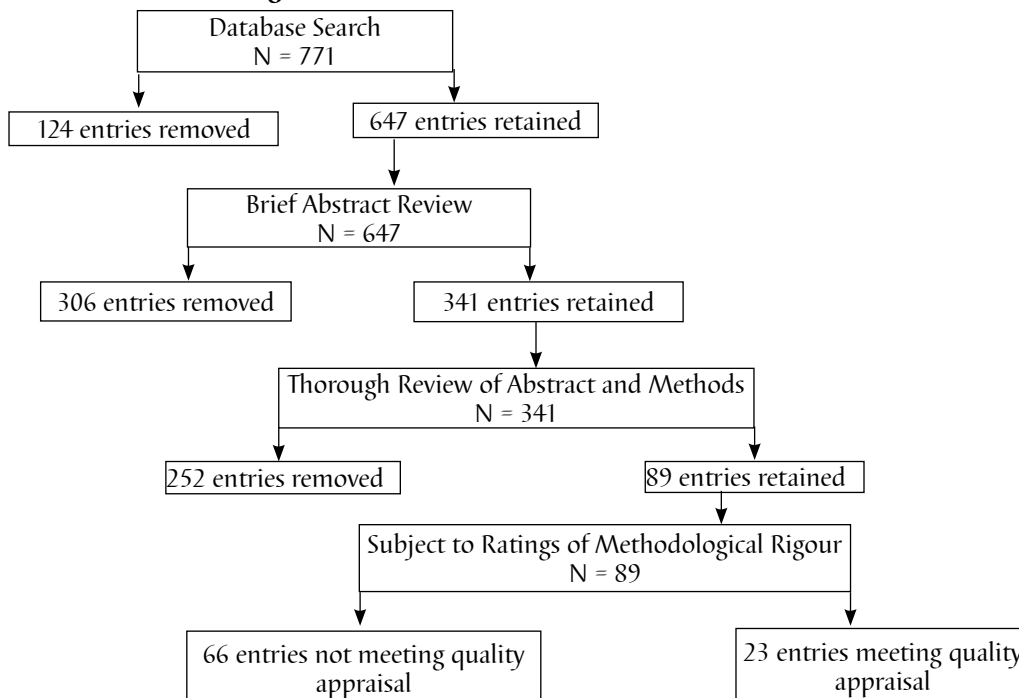 Database Search
N = 771
124 entries removed
647 entries retained
Brief Abstract Review
N = 647
306 entries removed
341 entries retained
Thorough Review of Abstract and Methods
N = 341
252 entries removed
89 entries retained
Subject to Ratings of Methodological Rigour
N = 89
66 entries not meeting quality
appraisal
23 entries meeting quality
appraisal